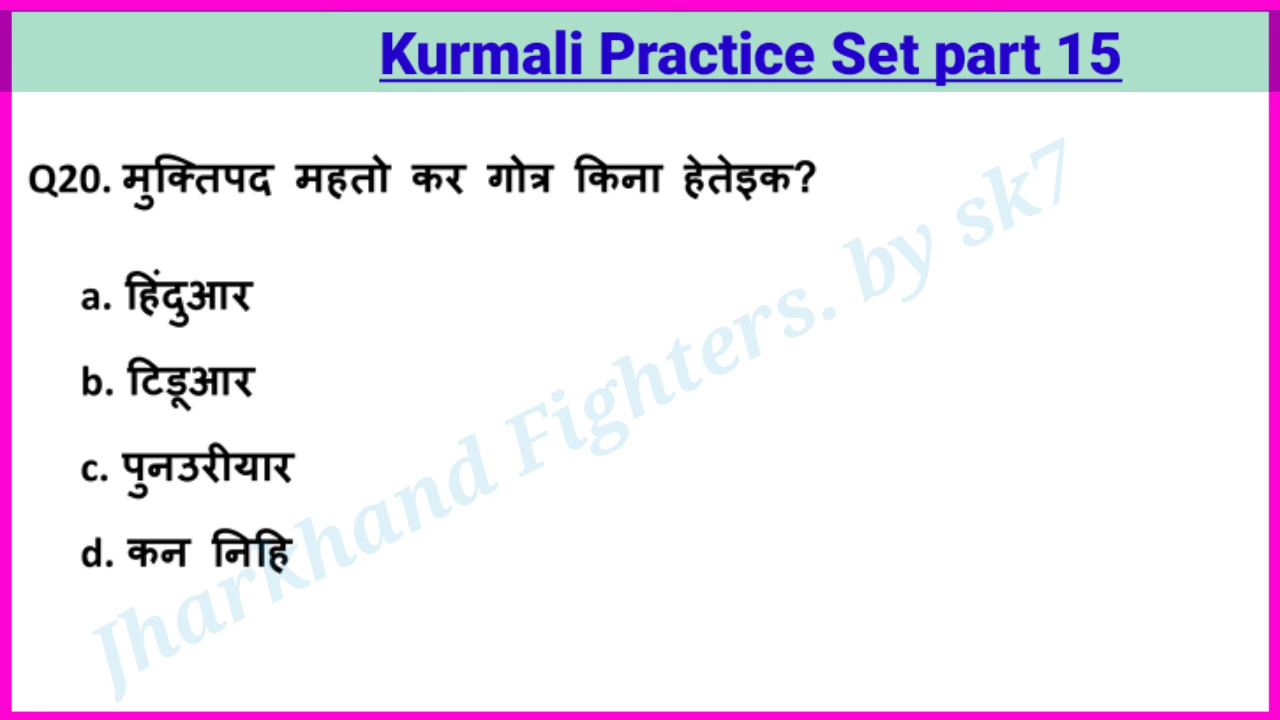 Kurmali Practice Set part 15
Q20. मुक्तिपद महतो कर गोत्र किना हेतेइक?
a. हिंदुआर
b. टिडूआर
c. पुनउरीयार
d. कन निहि
Jharkhand Fighters. by sk7